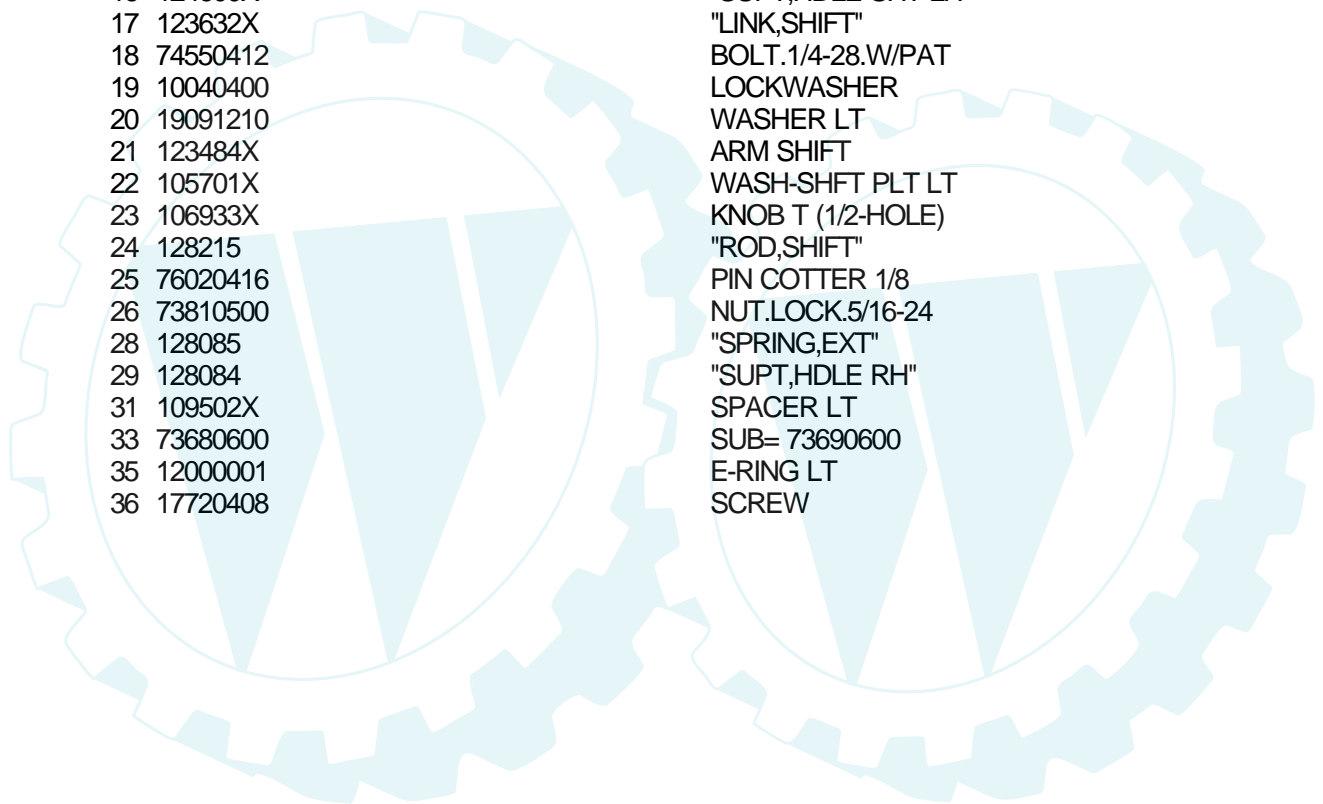 17 123632X "LINK,SHIFT"
18 74550412 BOLT.1/4-28.W/PAT
19 10040400 LOCKWASHER
20 19091210 WASHER LT
21 123484X ARM SHIFT
22 105701X WASH-SHFT PLT LT
23 106933X KNOB T (1/2-HOLE)
24 128215 "ROD,SHIFT"
25 76020416 PIN COTTER 1/8
26 73810500 NUT.LOCK.5/16-24
28 128085 "SPRING,EXT"
29 128084 "SUPT,HDLE RH"
31 109502X SPACER LT
33 73680600 SUB= 73690600
35 12000001 E-RING LT
36 17720408 SCREW